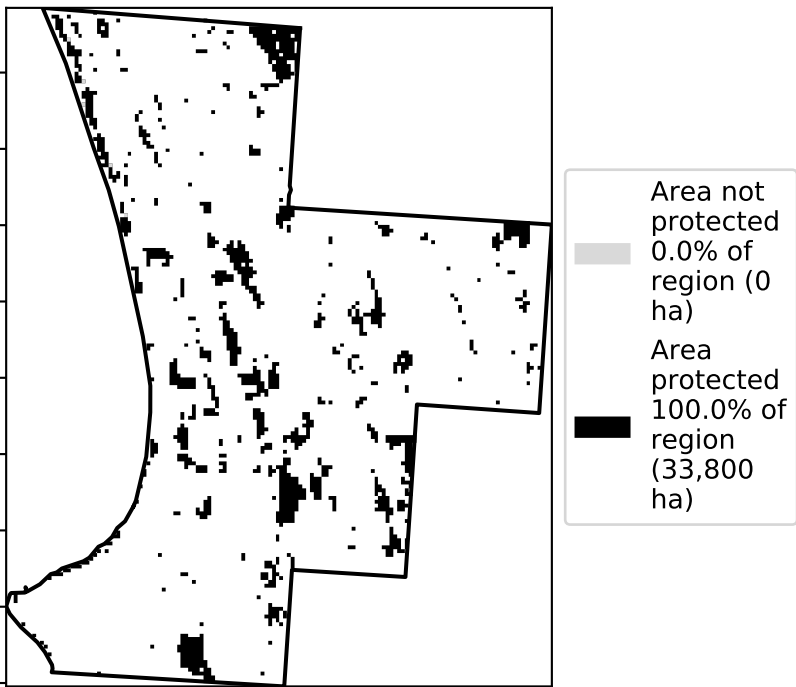 Area not
protected
0.0% of
region (0
ha)
Area
protected
100.0% of
region
(33,800
ha)